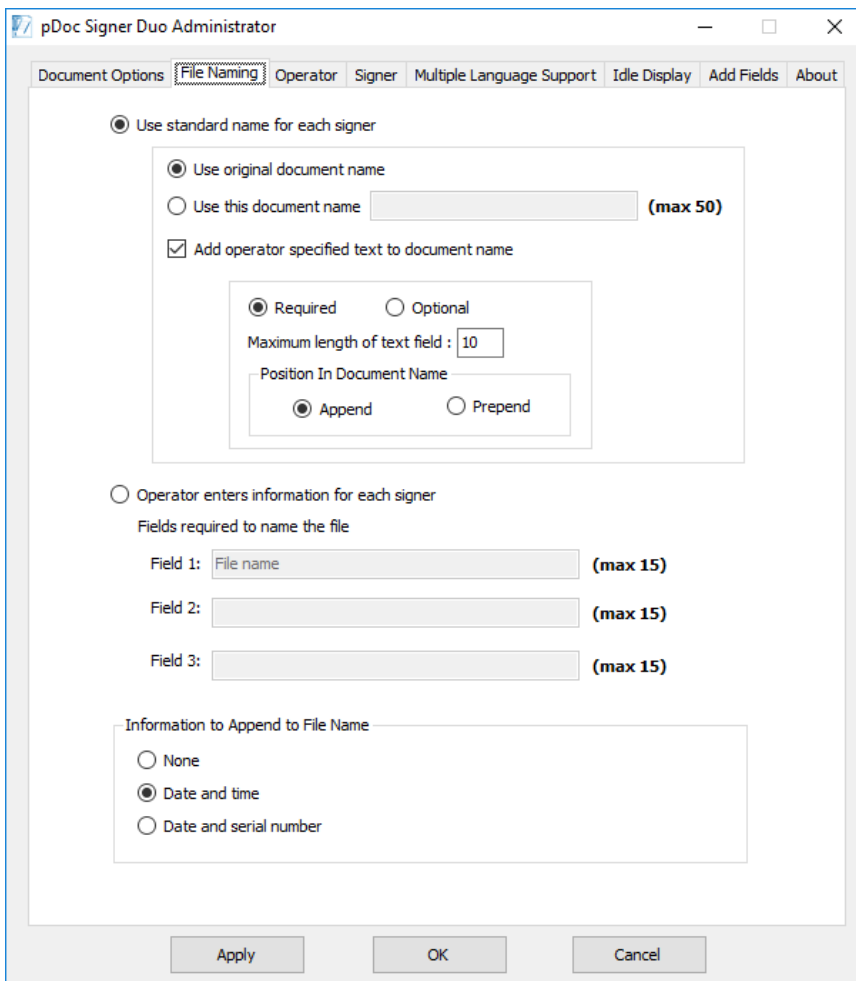 pDoc Signer Duo Administrator
Document Options File Naming Operator Signer Multiple Language Support Idle Display Add Fields About
Use standard name for each signer
Use original document name
Use this document name (max 50)
Add operator specified text to document name
Required Optional
Maximum length of text field : 10
Position In Document Name
Append Prepend
Operator enters information for each signer
Fields required to name the file
Field 1: File name (max 15)
Field 2: (max 15)
Field 3: (max 15)
Information to Append to File Name
None
Date and time
Date and serial number
Apply OK Cancel